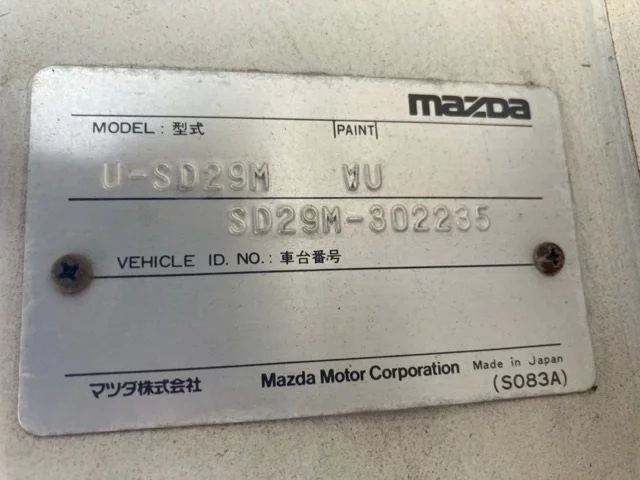 mazda
MODEL : 型式 PAINT
U-SD29M WU
SD29M-302235
VEHICLE ID. NO.: 車台番号
マツダ株式会社 Mazda Motor Corporation Made in Japan
(S083A)